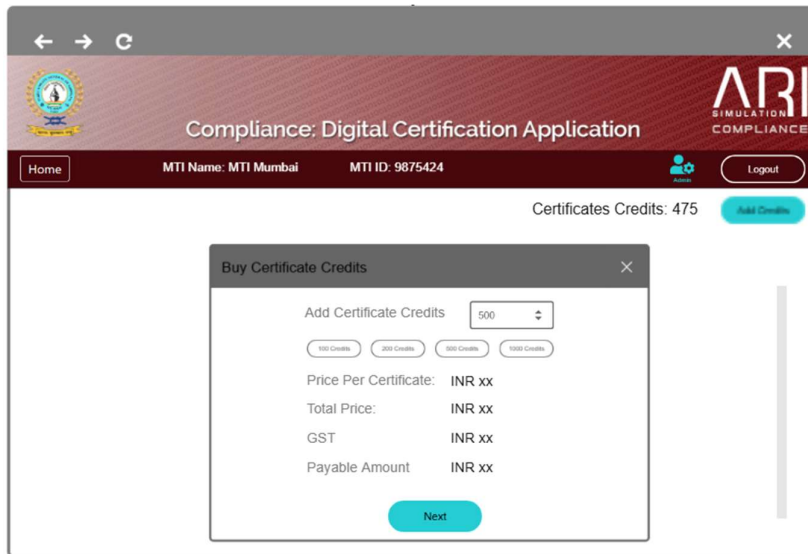 ARI
SIMULATION
COMPLIANCE
Compliance: Digital Certification Application
Home
MTI Name: MTI Mumbai
MTI ID: 9875424
Admin
Logout
Certificates Credits: 475
Add Credits
Buy Certificate Credits
Add Certificate Credits 500
100 Credits 200 Credits 500 Credits 1000 Credits
Price Per Certificate: INR xx
Total Price: INR xx
GST INR xx
Payable Amount INR xx
Next